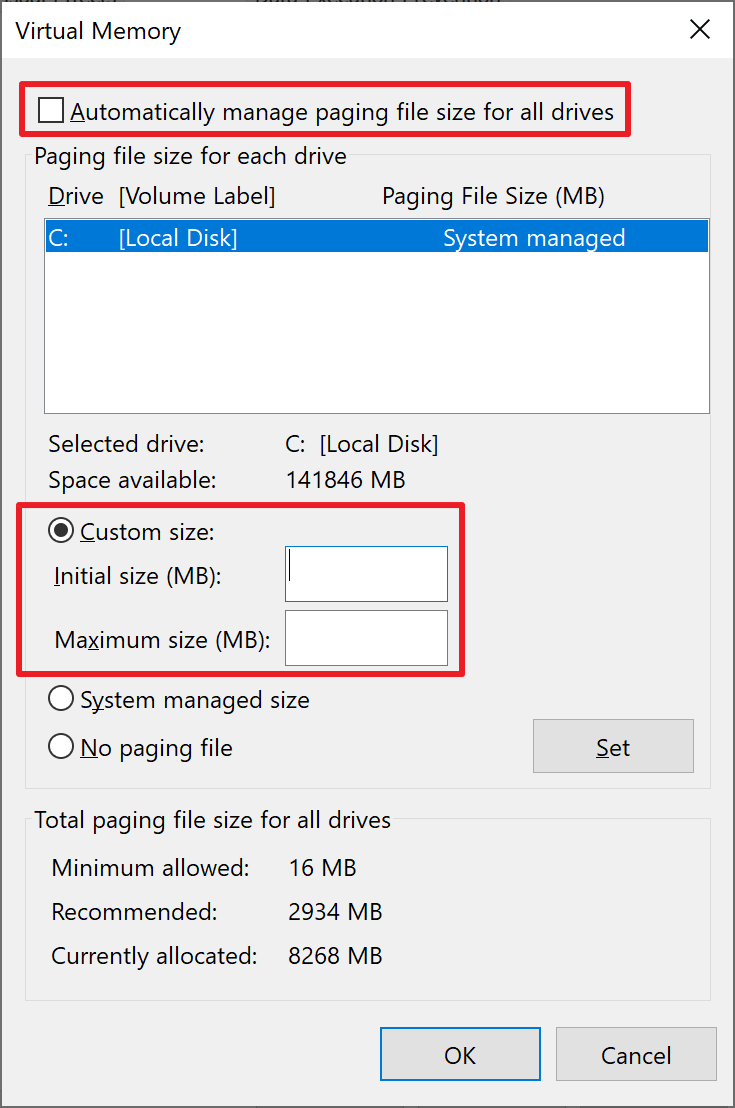 Virtual Memory
Automatically manage paging file size for all drives
Paging file size for each drive
Drive [Volume Label] Paging File Size (MB)
C: [Local Disk] System managed
Selected drive: C: [Local Disk]
Space available: 141846 MB
Custom size:
Initial size (MB):
Maximum size (MB):
System managed size
No paging file
Set
Total paging file size for all drives
Minimum allowed: 16 MB
Recommended: 2934 MB
Currently allocated: 8268 MB
OK Cancel